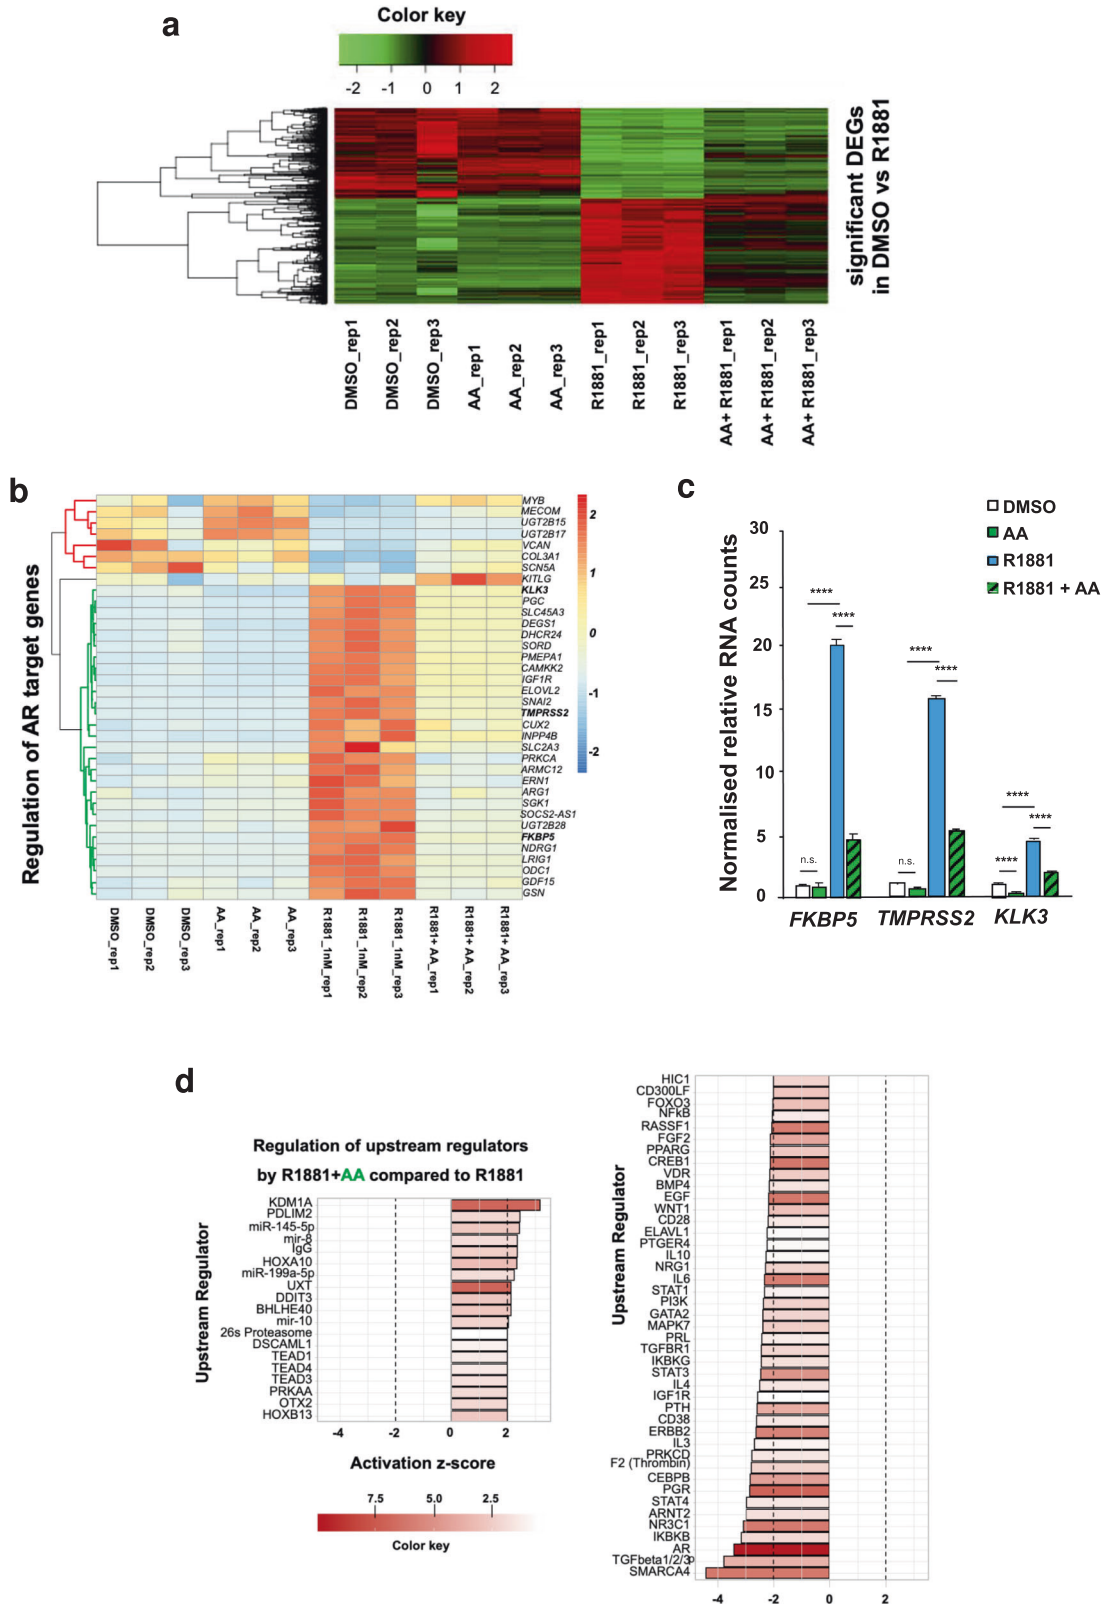 a
Color key
-2 -1 0 1 2
significant DEGs
in DMSO vs R1881
DMSO_rep1
DMSO_rep2
DMSO_rep3
AA_rep1
AA_rep2
AA_rep3
R1881_rep1
R1881_rep2
R1881_rep3
AA+ R1881_rep1
AA+ R1881_rep2
AA+ R1881_rep3
b
Regulation of AR target genes
MYB
MECOM
UGT2B15
UGT2B17
VCAN
COL3A1
SCN5A
KITLG
KLK3
PGC
SLC45A3
DEGS1
DHCR24
SORD
PMEPA1
CAMKK2
IGF1R
ELOVL2
SNAI2
TMPRSS2
CUX2
INPP4B
SLC2A3
PRKCA
ARMC12
ERN1
ARG1
SGK1
SOCS2-AS1
UGT2B28
FKBP5
NDRG1
LRIG1
ODC1
GDF15
GSN
2
1
0
-1
-2
DMSO_rep1
DMSO_rep2
DMSO_rep3
AA_rep1
AA_rep2
AA_rep3
R1881_1nM_rep1
R1881_1nM_rep2
R1881_1nM_rep3
R1881+ AA_rep1
R1881+ AA_rep2
R1881+ AA_rep3
c
DMSO
AA
R1881
R1881 + AA
Normalised relative RNA counts
30
25
20
15
10
5
0
n.s. **** ****
n.s. **** ****
**** **** ****
FKBP5 TMPRSS2 KLK3
d
Regulation of upstream regulators
by R1881+AA compared to R1881
Upstream Regulator
KDM1A
PDLIM2
miR-145-5p
mir-8
IgG
HOXA10
miR-199a-5p
UXT
DDIT3
BHLHE40
mir-10
26s Proteasome
DSCAML1
TEAD1
TEAD4
TEAD3
PRKAA
OTX2
HOXB13
-4 -2 0 2
Activation z-score
7.5 5.0 2.5
Color key
Upstream Regulator
HIC1
CD300LF
FOXO3
NFkB
RASSF1
FGF2
PPARG
CREB1
VDR
BMP4
EGF
WNT1
CD28
ELAVL1
PTGER4
IL10
NRG1
IL6
STAT1
PI3K
GATA2
MAPK7
PRL
TGFBR1
IKBKG
STAT3
IL4
IGF1R
PTH
CD38
ERBB2
IL3
PRKCD
F2 (Thrombin)
CEBPB
PGR
STAT4
ARNT2
NR3C1
IKBKB
AR
TGFbeta1/2/3p
SMARCA4
-4 -2 0 2